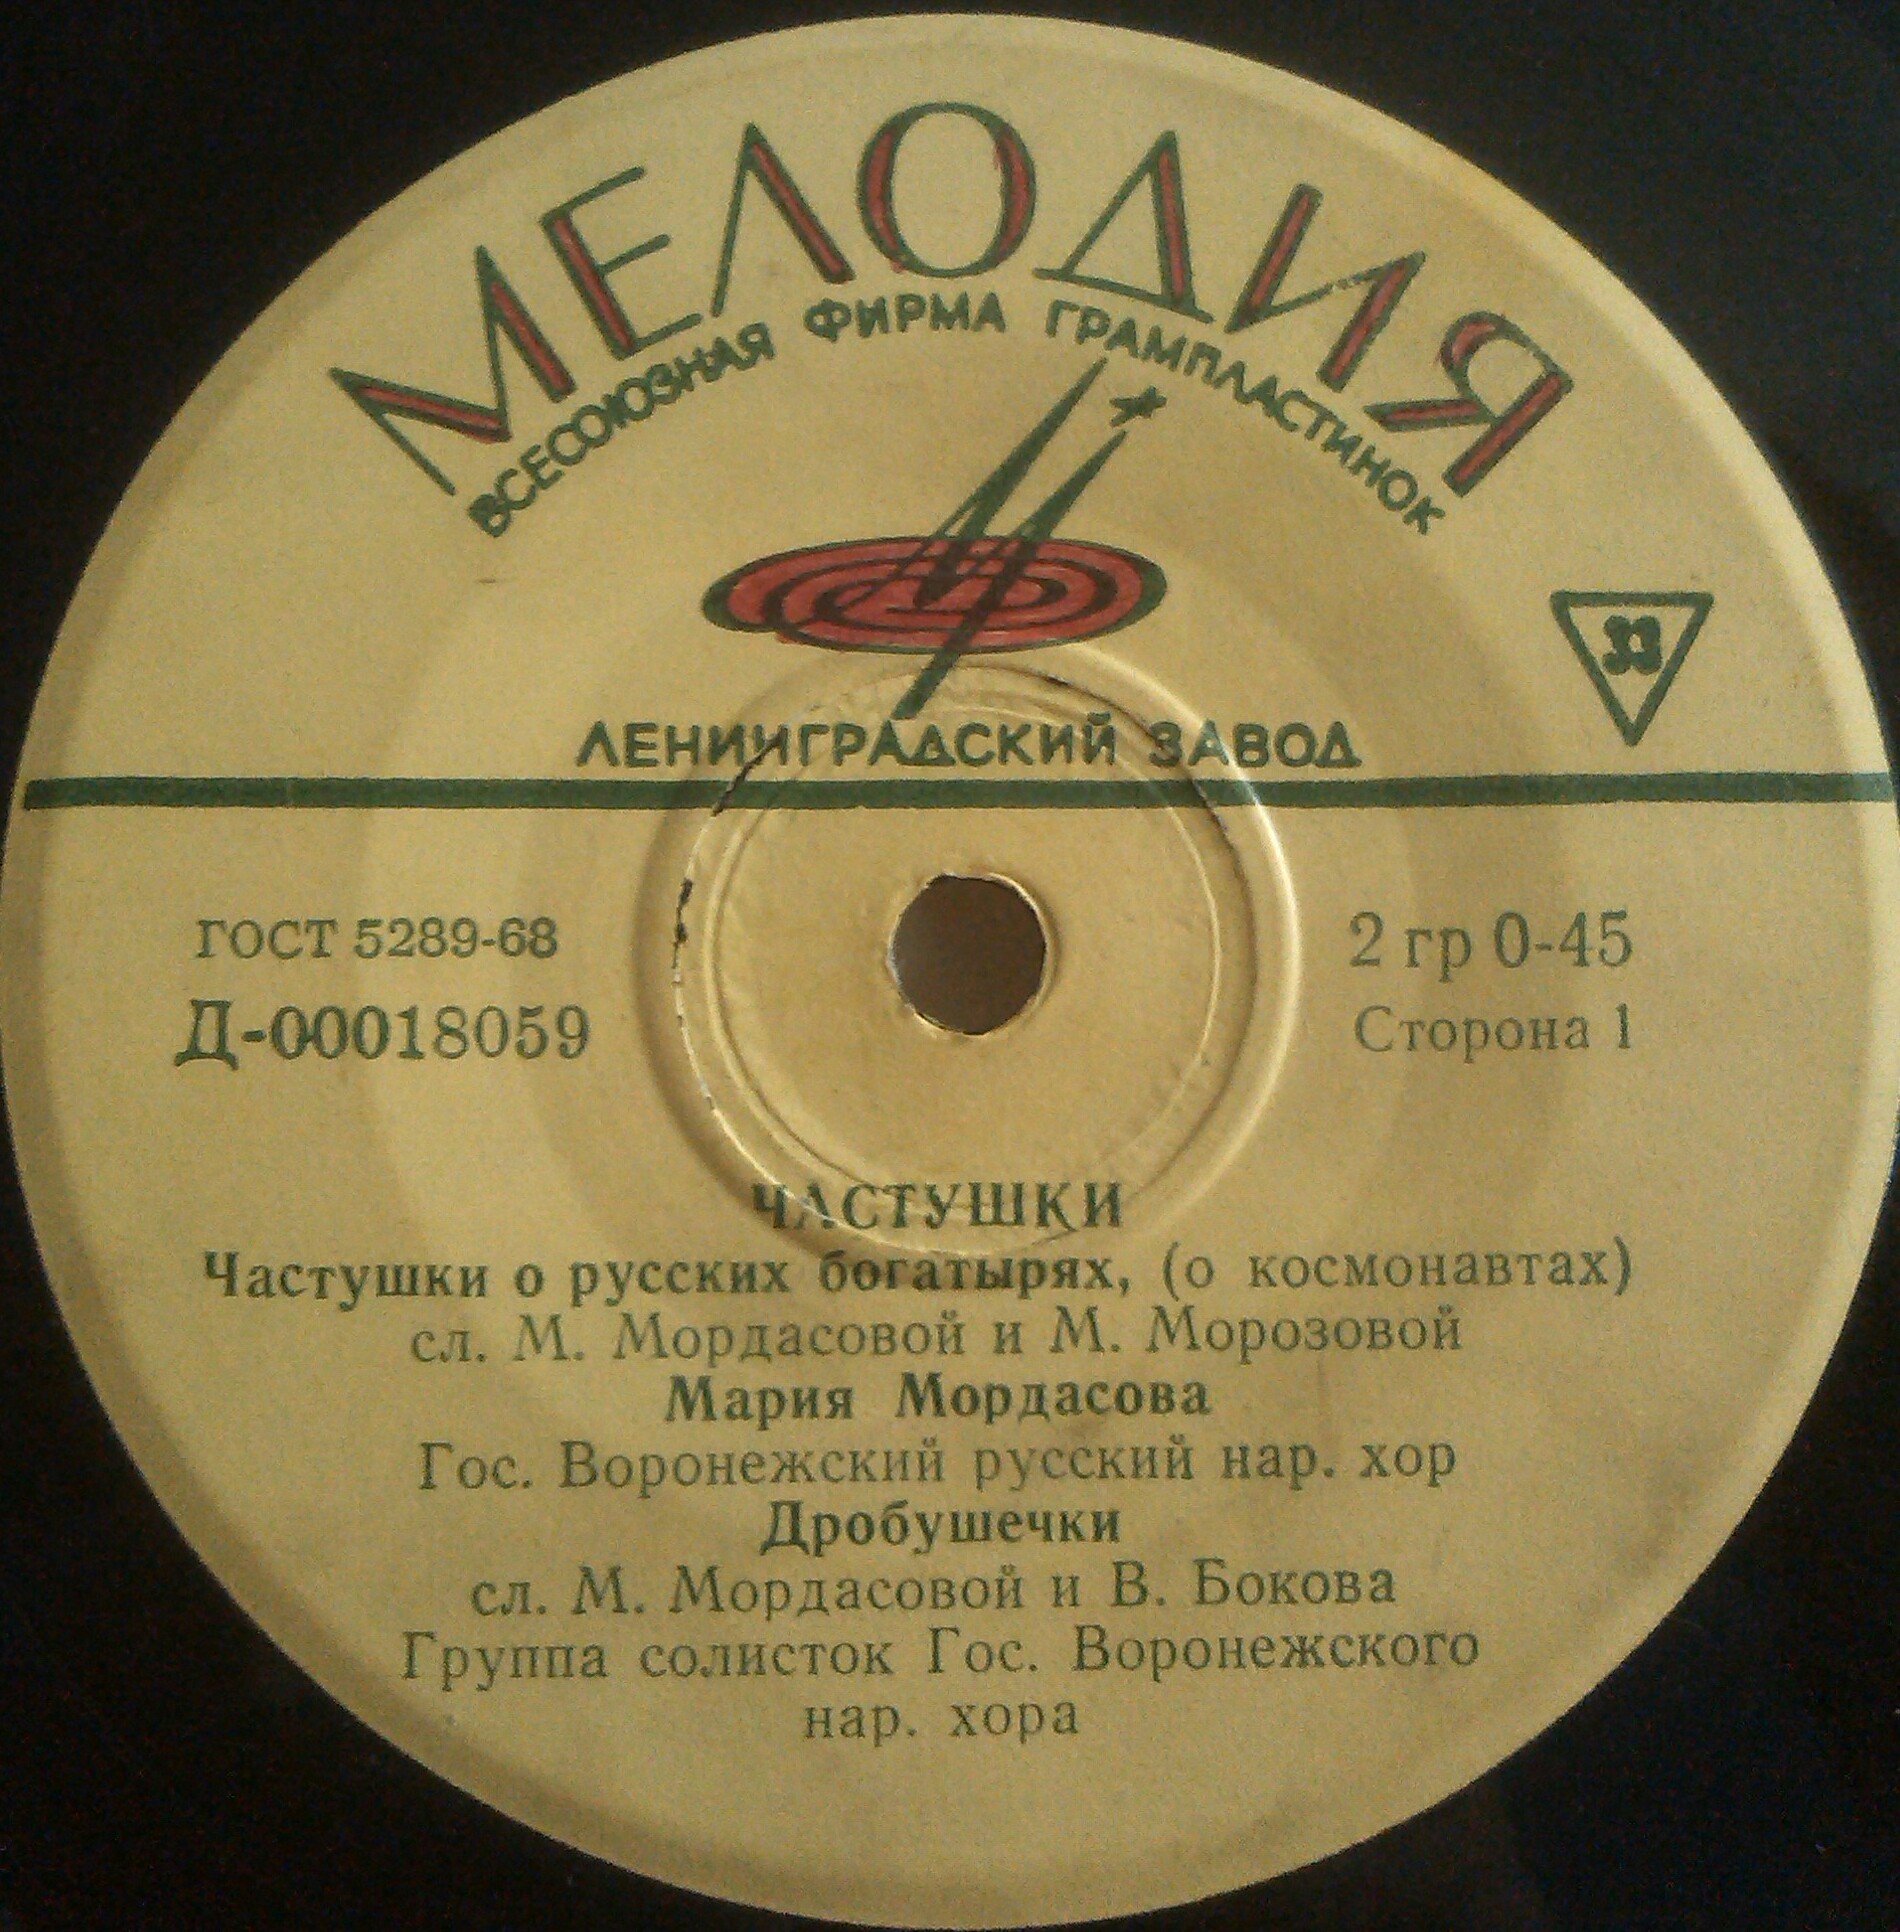 МЕЛОДИЯ
ВСЕСОЮЗНАЯ ФИРМА ГРАМПЛАСТИНОК
33
ЛЕНИНГРАДСКИЙ ЗАВОД
ГОСТ 5289-68
2 гр 0-45
Д-00018059
Сторона 1
ЧАСТУШКИ
Частушки о русских богатырях, (о космонавтах)
сл. М. Мордасовой и М. Морозовой
Мария Мордасова
Гос. Воронежский русский нар. хор
Дробушечки
сл. М. Мордасовой и В. Бокова
Группа солисток Гос. Воронежского
нар. хора